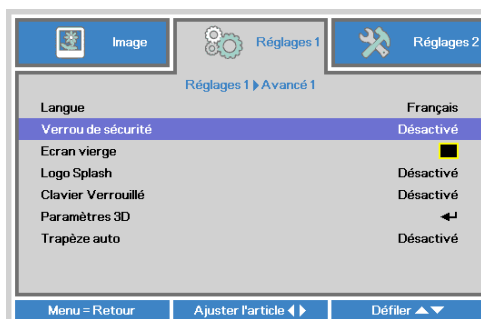 Image
Réglages 1
Réglages 2
Réglages 1 Avancé 1
Langue Français
Verrou de sécurité Désactivé
Ecran vierge
Logo Splash Désactivé
Clavier Verrouillé Désactivé
Paramètres 3D
Trapèze auto Désactivé
Menu = Retour
Ajuster l'article
Défiler